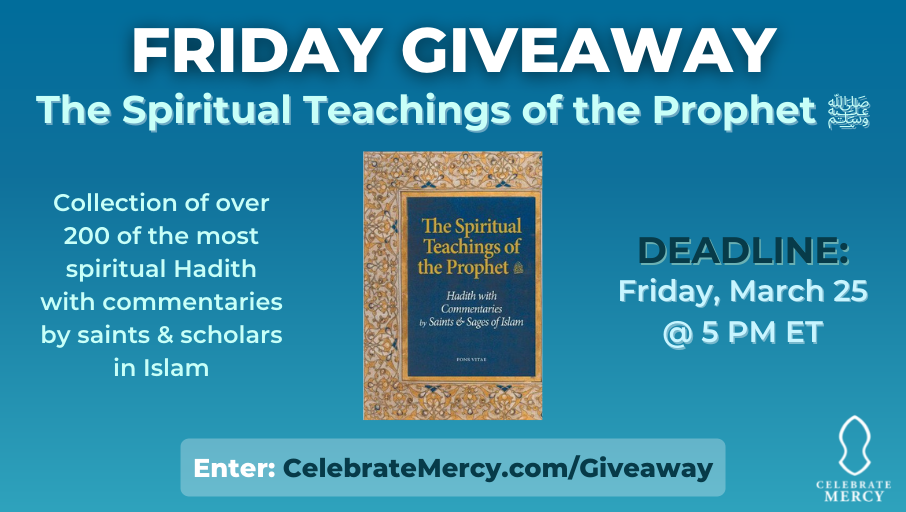 FRIDAY GIVEAWAY
The Spiritual Teachings of the Prophet ﷺ
Collection of over
200 of the most
spiritual Hadith
with commentaries
by saints & scholars
in Islam
The Spiritual
Teachings of
the Prophet ﷺ
Hadith with
Commentaries
by Saints & Sages of Islam
FONS VITAE
DEADLINE:
Friday, March 25
@ 5 PM ET
Enter: CelebrateMercy.com/Giveaway
CELEBRATE
MERCY